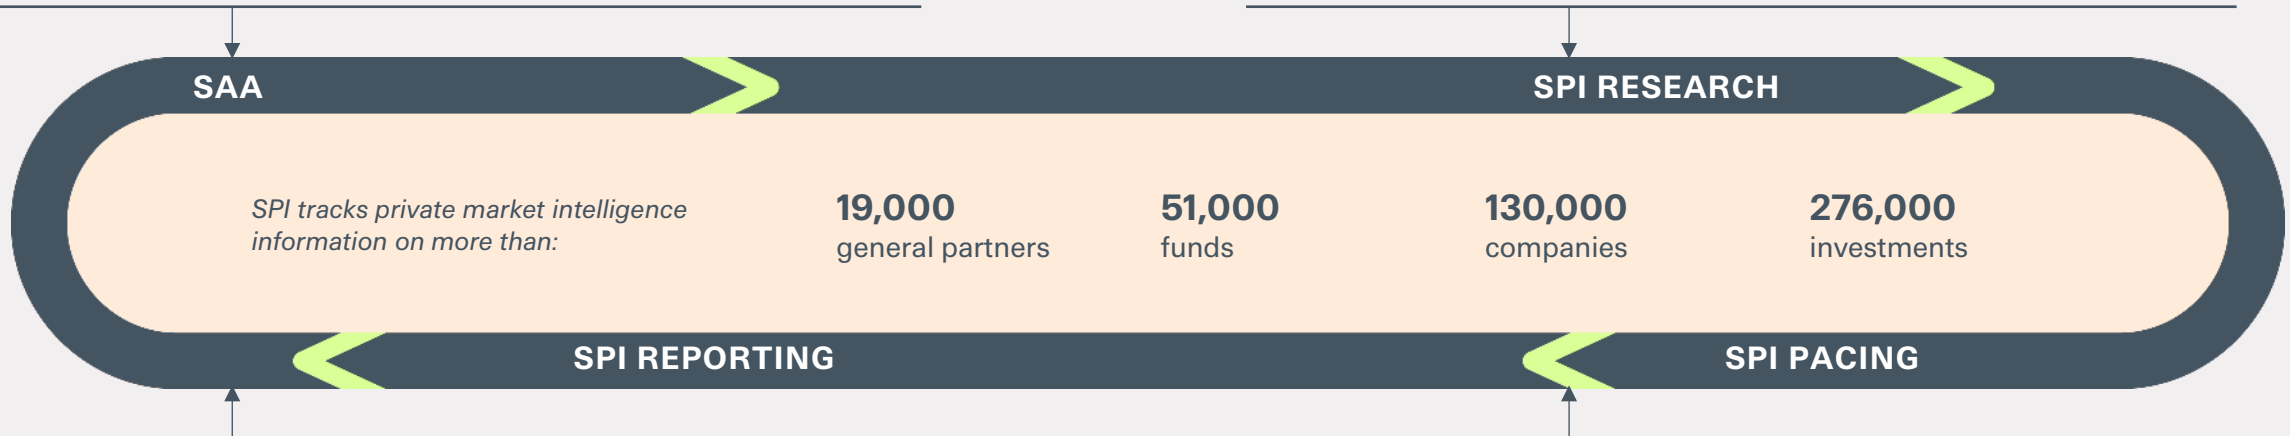 SAA
SPI RESEARCH
SPI tracks private market intelligence
information on more than:
19,000
general partners
51,000
funds
130,000
companies
276,000
investments
SPI REPORTING
SPI PACING